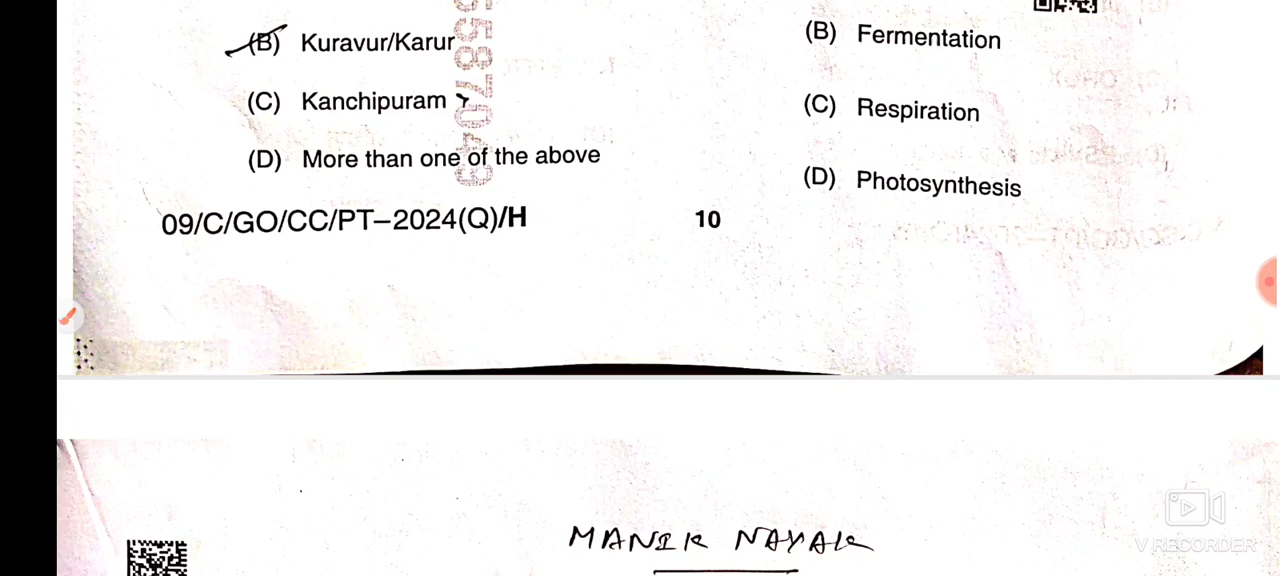 (B) Kuravur/Karur
(C) Kanchipuram
(D) More than one of the above
(B) Fermentation
(C) Respiration
(D) Photosynthesis
09/C/GO/CC/PT–2024(Q)/H
10
MANIK NAYAK
V RECORDER